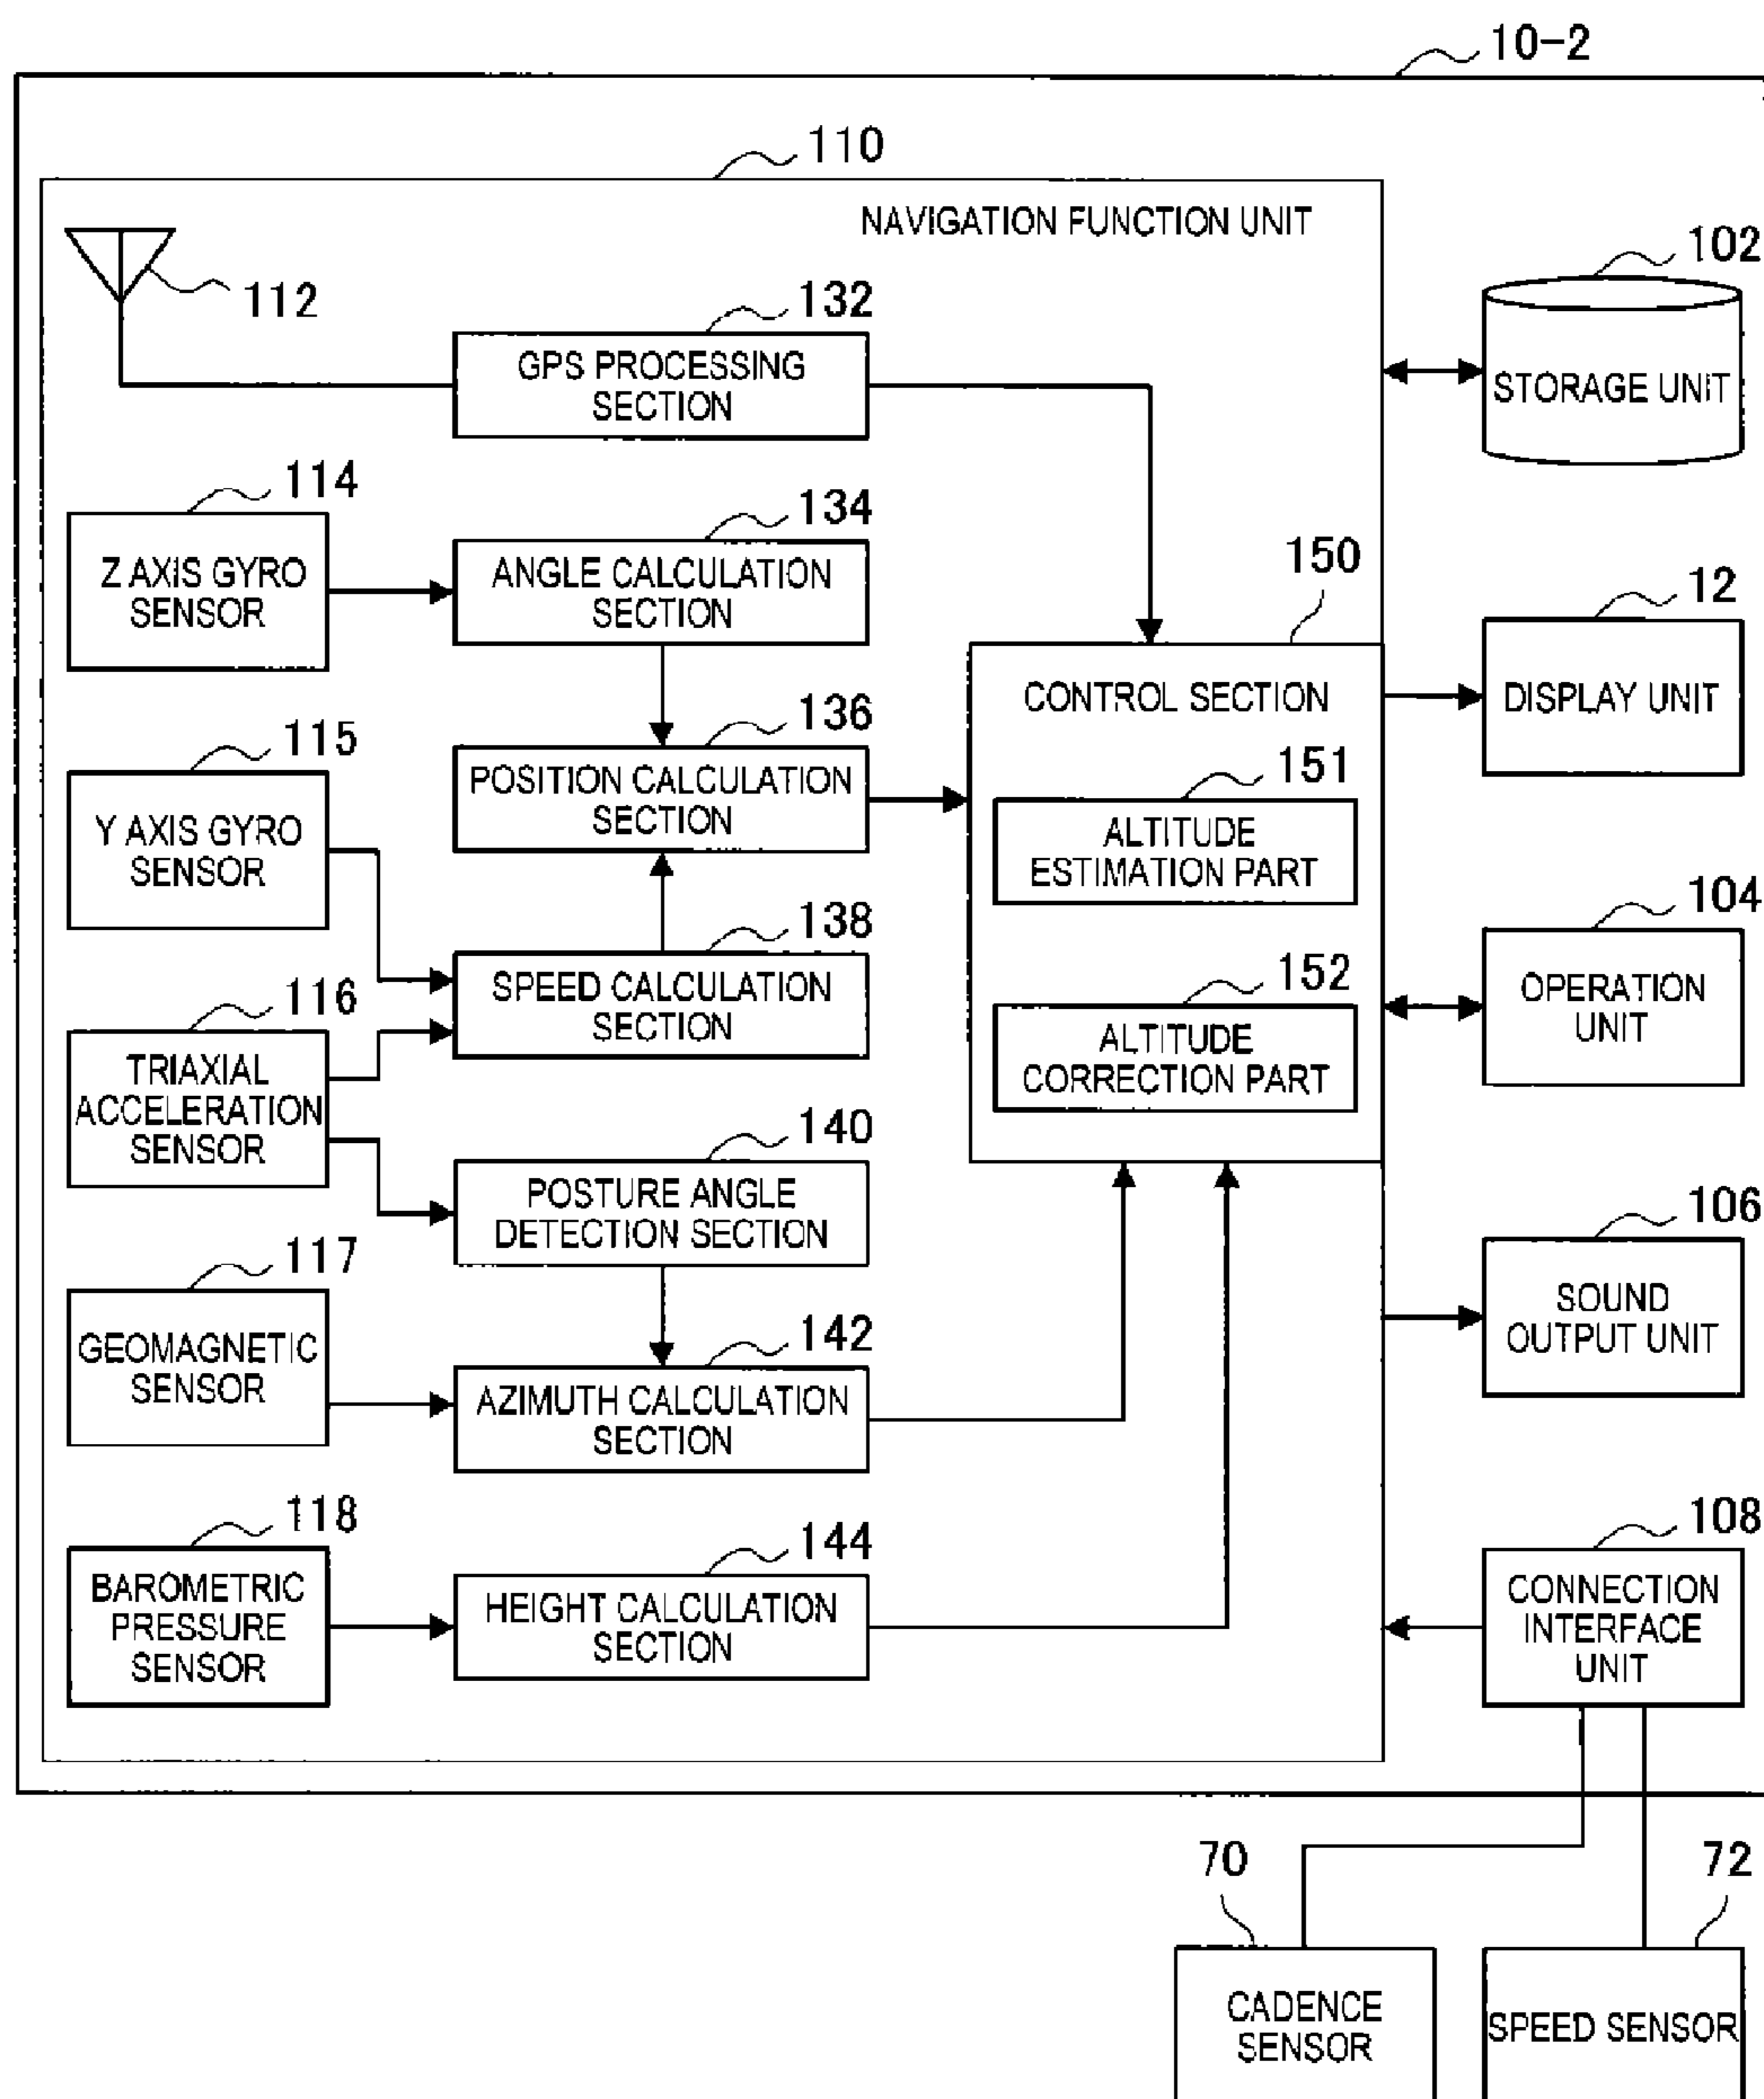 10-2
110
NAVIGATION FUNCTION UNIT
112
132
GPS PROCESSING
SECTION
102
STORAGE UNIT
114
Z AXIS GYRO
SENSOR
134
ANGLE CALCULATION
SECTION
150
CONTROL SECTION
12
DISPLAY UNIT
115
Y AXIS GYRO
SENSOR
136
POSITION CALCULATION
SECTION
151
ALTITUDE
ESTIMATION PART
138
SPEED CALCULATION
SECTION
152
ALTITUDE
CORRECTION PART
104
OPERATION
UNIT
116
TRIAXIAL
ACCELERATION
SENSOR
140
POSTURE ANGLE
DETECTION SECTION
106
SOUND
OUTPUT UNIT
117
GEOMAGNETIC
SENSOR
142
AZIMUTH CALCULATION
SECTION
118
BAROMETRIC
PRESSURE
SENSOR
144
HEIGHT CALCULATION
SECTION
108
CONNECTION
INTERFACE
UNIT
70
CADENCE
SENSOR
72
SPEED SENSOR